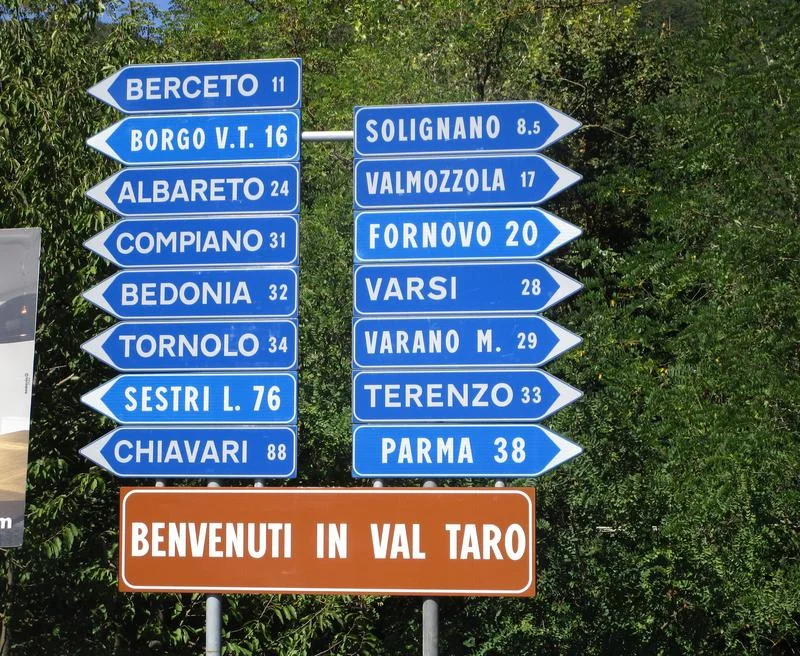 BERCETO 11
BORGO V.T. 16
ALBARETO 24
COMPIANO 31
BEDONIA 32
TORNOLO 34
SESTRI L. 76
CHIAVARI 88
SOLIGNANO 8.5
VALMOZZOLA 17
FORNOVO 20
VARSI 28
VARANO M. 29
TERENZO 33
PARMA 38
BENVENUTI IN VAL TARO